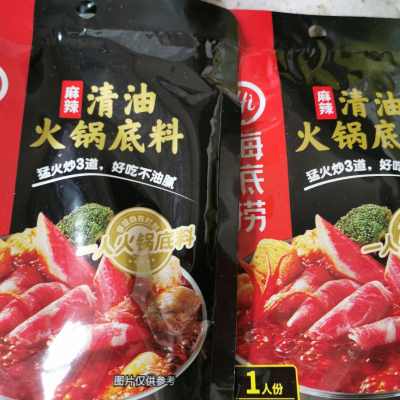 麻辣
清油
火锅底料
猛火炒3道，好吃不油腻
火锅底料
图片仅供参考
Hi
海底捞
麻辣
清油
火锅底
猛火炒3道，好吃
一人
1人份